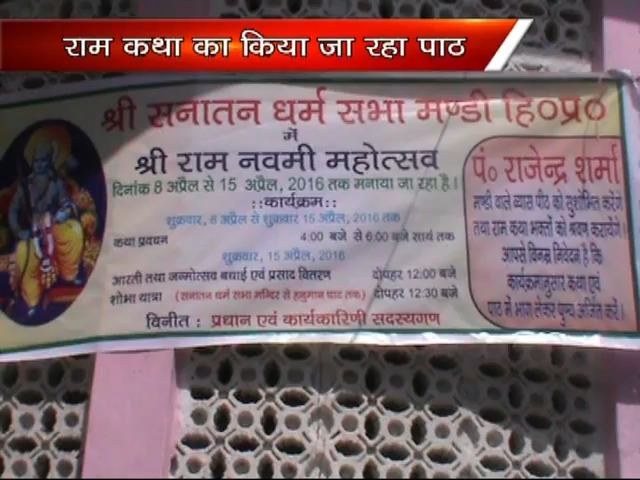 राम कथा का किया जा रहा पाठ
श्री सनातन धर्म सभा मण्डी हि०प्र०
में
श्री राम नवमी महोत्सव
दिनांक 8 अप्रैल से 15 अप्रैल, 2016 तक मनाया जा रहा है।
::कार्यक्रम::
शुक्रवार, 8 अप्रैल से शुक्रवार 15 अप्रैल, 2016 तक
कथा प्रवचन 4:00 बजे से 6:00 बजे सायं तक
शुक्रवार, 15 अप्रैल, 2016
आरती तथा जन्मोत्सव बधाई एवं प्रसाद वितरण दोपहर 12:00 बजे
शोभा यात्रा (सनातन धर्म सभा मन्दिर से हनुमान घाट तक) दोपहर 12:30 बजे
विनीत : प्रधान एवं कार्यकारिणी सदस्यगण
पं० राजेन्द्र शर्मा
मण्डी वाले व्यास पीठ को सुशोभित करेंगे
तथा राम कथा भक्तों को श्रवण करायेंगे।
आपसे विनम्र निवेदन है कि
कार्यक्रमानुसार कथा एवं
पाठ में भाग लेकर पुण्य अर्जित करें।